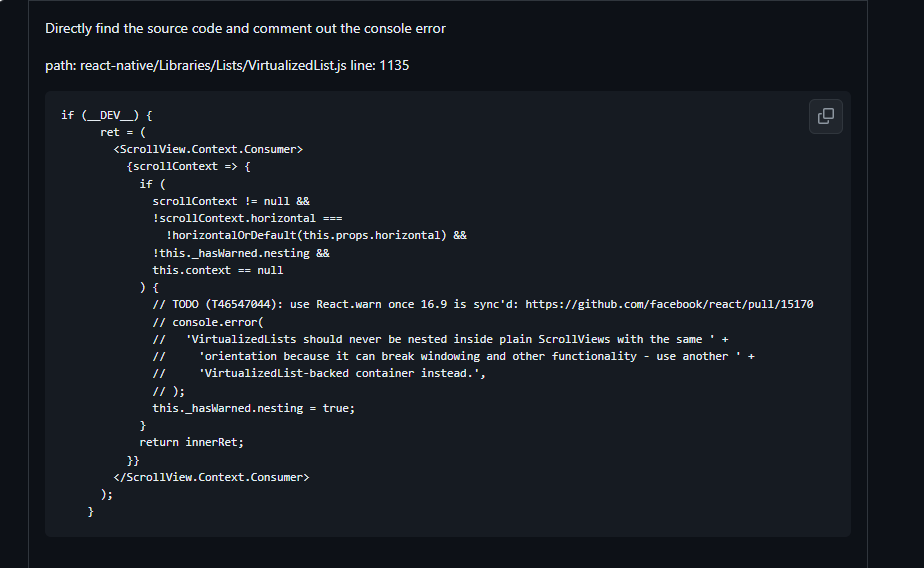 Directly find the source code and comment out the console error
path: react-native/Libraries/Lists/VirtualizedList.js line: 1135
if (__DEV__) {
      ret = (
        <ScrollView.Context.Consumer>
          {scrollContext => {
            if (
              scrollContext != null &&
              !scrollContext.horizontal ===
                !horizontalOrDefault(this.props.horizontal) &&
              !this._hasWarned.nesting &&
              this.context == null
            ) {
              // TODO (T46547044): use React.warn once 16.9 is sync'd: https://github.com/facebook/react/pull/15170
              // console.error(
              //   'VirtualizedLists should never be nested inside plain ScrollViews with the same ' +
              //     'orientation because it can break windowing and other functionality - use another ' +
              //     'VirtualizedList-backed container instead.',
              // );
              this._hasWarned.nesting = true;
            }
            return innerRet;
          }}
        </ScrollView.Context.Consumer>
      );
    }